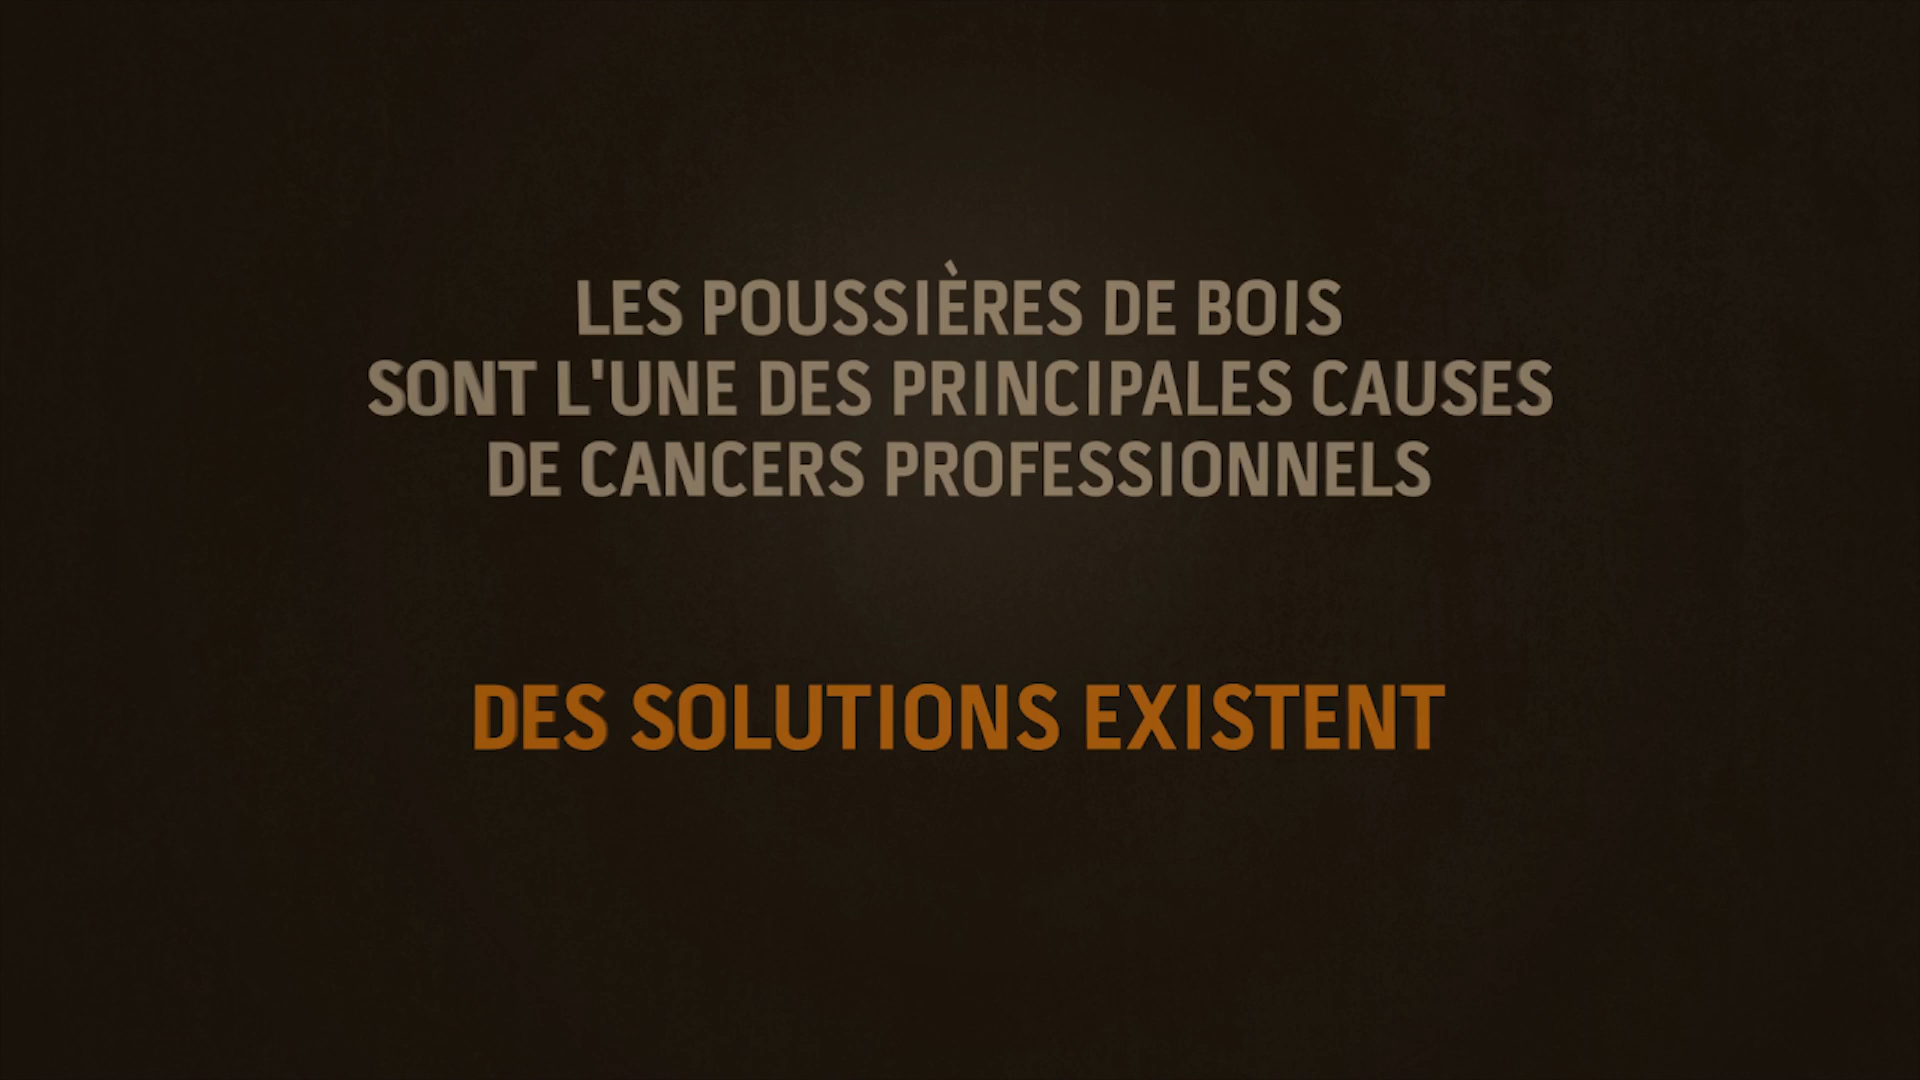 LES POUSSIÈRES DE BOIS
SONT L'UNE DES PRINCIPALES CAUSES
DE CANCERS PROFESSIONNELS
DES SOLUTIONS EXISTENT